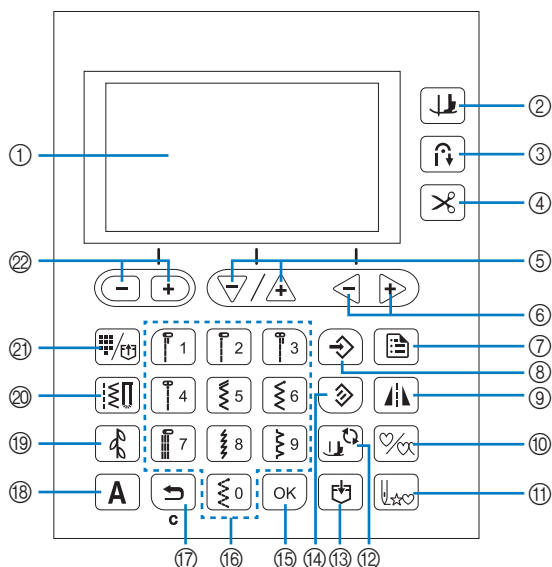 ①
②
③
④
⑤
㉒ − + − / + − +
⑥
㉑ 1 2 3
⑦
⑧
⑳ 4 5 6
⑨
⑲ 7 8 9
⑩
⑱ A 0 OK
⑪
c
⑰ ⑯ ⑮ ⑭ ⑬ ⑫